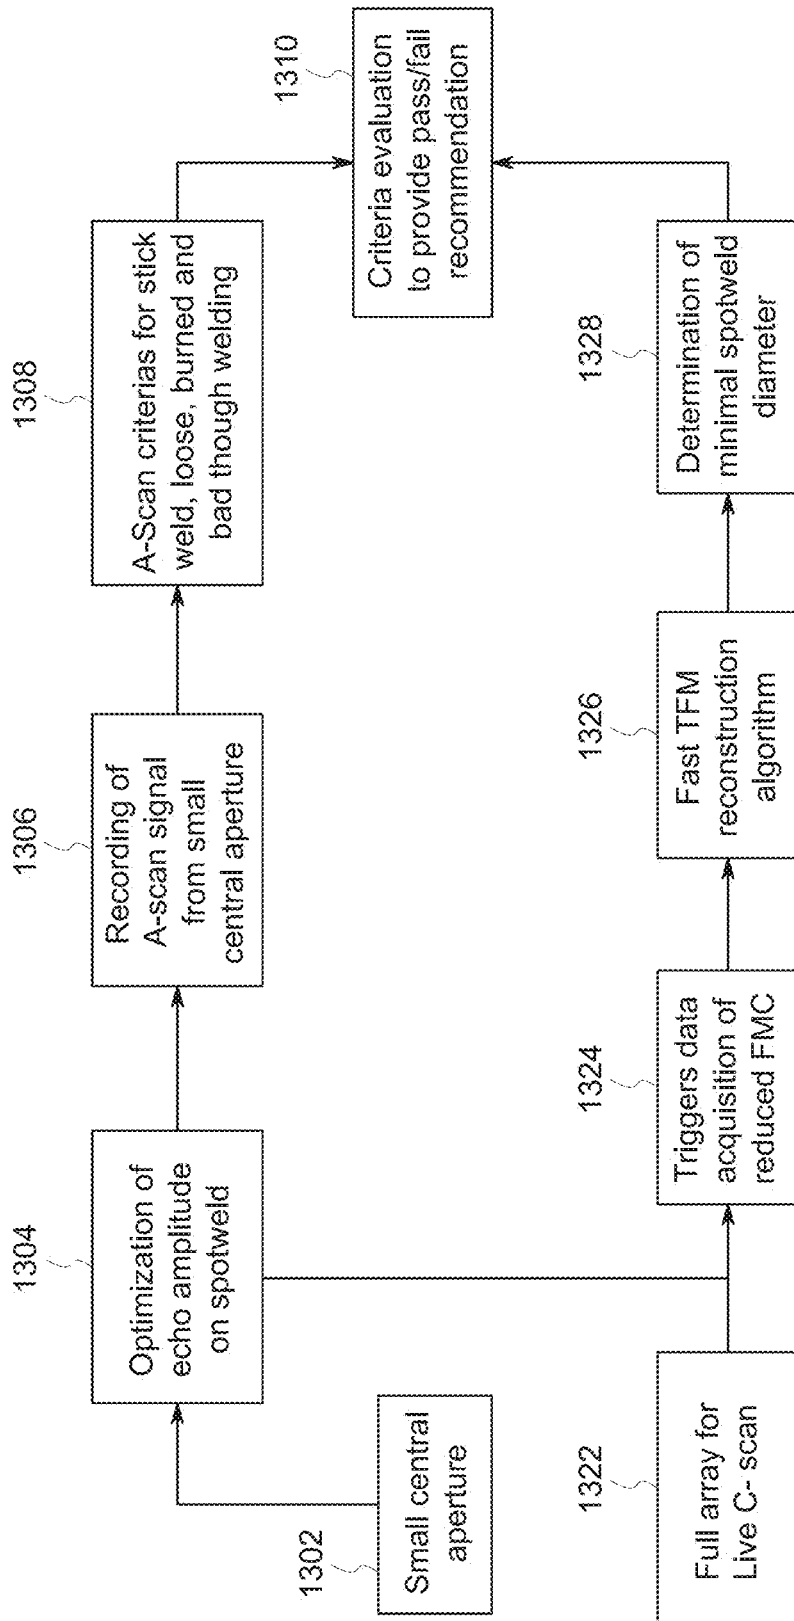 1302
Small central
aperture
1304
Optimization of
echo amplitude
on spotweld
1306
Recording of
A-scan signal
from small
central aperture
1308
A-Scan criterias for stick
weld, loose, burned and
bad though welding
1310
Criteria evaluation
to provide pass/fail
recommendation
1322
Full array for
Live C- scan
1324
Triggers data
acquisition of
reduced FMC
1326
Fast TFM
reconstruction
algorithm
1328
Determination of
minimal spotweld
diameter